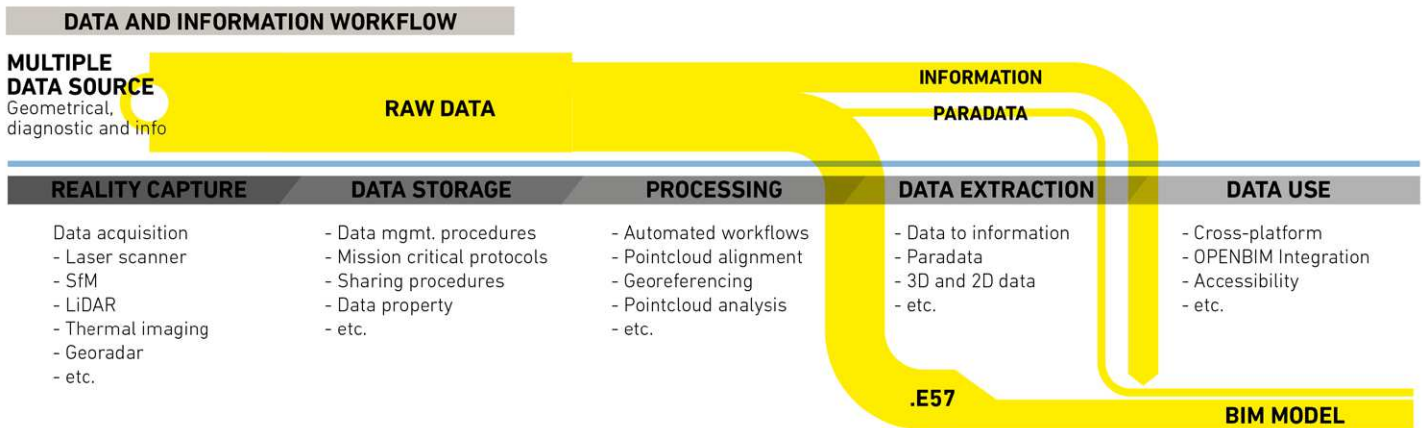 DATA AND INFORMATION WORKFLOW
MULTIPLE
DATA SOURCE
Geometrical,
diagnostic and info
RAW DATA
INFORMATION
PARADATA
REALITY CAPTURE
Data acquisition
- Laser scanner
- SfM
- LiDAR
- Thermal imaging
- Georadar
- etc.
DATA STORAGE
- Data mgmt. procedures
- Mission critical protocols
- Sharing procedures
- Data property
- etc.
PROCESSING
- Automated workflows
- Pointcloud alignment
- Georeferencing
- Pointcloud analysis
- etc.
DATA EXTRACTION
- Data to information
- Paradata
- 3D and 2D data
- etc.
DATA USE
- Cross-platform
- OPENBIM Integration
- Accessibility
- etc.
.E57
BIM MODEL